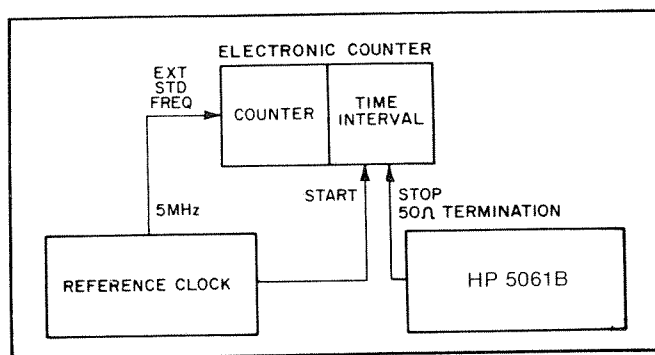 ELECTRONIC COUNTER
EXT
STD
FREQ
COUNTER
TIME
INTERVAL
START
STOP
50Ω TERMINATION
5MHz
REFERENCE CLOCK
HP 5061B